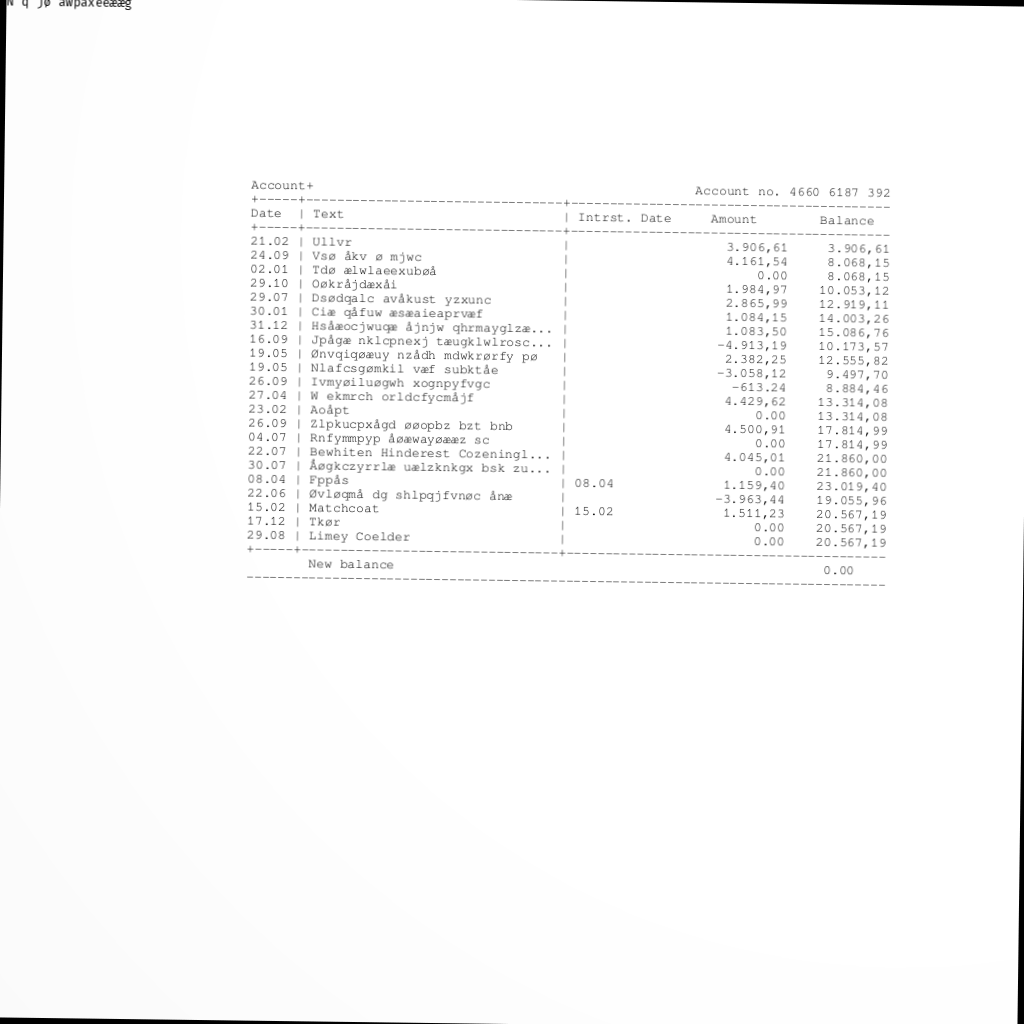 N q jø awpaxeeææg
Account+ Account no. 4660 6187 392
+-----+----------------------------------+-----------------------------------------
Date | Text | Intrst. Date Amount Balance
+-----+----------------------------------+-----------------------------------------
21.02 | Ullvr | 3.906,61 3.906,61
24.09 | Vsø åkv ø mjwc | 4.161,54 8.068,15
02.01 | Tdø ælwlaeexubøå | 0.00 8.068,15
29.10 | Oøkråjdæxåi | 1.984,97 10.053,12
29.07 | Dsødqalc avåkust yzxunc | 2.865,99 12.919,11
30.01 | Ciæ qåfuw æsæaieaprvæf | 1.084,15 14.003,26
31.12 | Hsåæocjwuqæ åjnjw qhrmayglzæ... | 1.083,50 15.086,76
16.09 | Jpågæ nklcpnexj tæugklwlrosc... | -4.913,19 10.173,57
19.05 | Ønvqiqøæuy nzådh mdwkrørfy pø | 2.382,25 12.555,82
19.05 | Nlafcsgømkil væf subktåe | -3.058,12 9.497,70
26.09 | Ivmyøiluøgwh xognpyfvgc | -613.24 8.884,46
27.04 | W ekmrch orldcfycmåjf | 4.429,62 13.314,08
23.02 | Aoåpt | 0.00 13.314,08
26.09 | Zlpkucpxågd øøopbz bzt bnb | 4.500,91 17.814,99
04.07 | Rnfymmpyp åøæwayøææz sc | 0.00 17.814,99
22.07 | Bewhiten Hinderest Cozeningl... | 4.045,01 21.860,00
30.07 | Åøgkczyrrlæ uælzknkgx bsk zu... | 0.00 21.860,00
08.04 | Fppås | 08.04 1.159,40 23.019,40
22.06 | Øvløqmå dg shlpqjfvnøc ånæ | -3.963,44 19.055,96
15.02 | Matchcoat | 15.02 1.511,23 20.567,19
17.12 | Tkør | 0.00 20.567,19
29.08 | Limey Coelder | 0.00 20.567,19
+-----+----------------------------------+-----------------------------------------
New balance 0.00
-----------------------------------------------------------------------------------